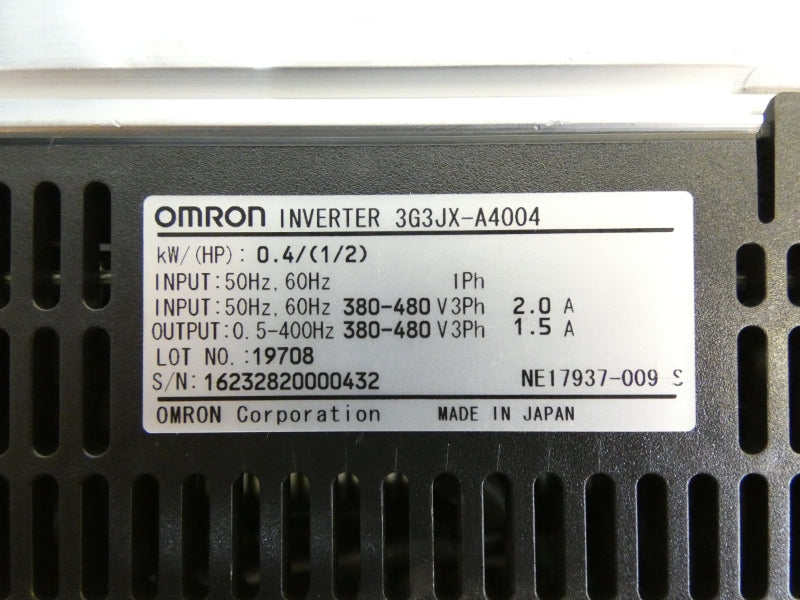 OMRON INVERTER 3G3JX-A4004
kW/(HP): 0.4/(1/2)
INPUT:50Hz, 60Hz 1Ph
INPUT:50Hz, 60Hz 380-480 V3Ph 2.0 A
OUTPUT:0.5-400Hz 380-480 V3Ph 1.5 A
LOT NO. :19708
S/N: 16232820000432 NE17937-009 S
OMRON Corporation MADE IN JAPAN